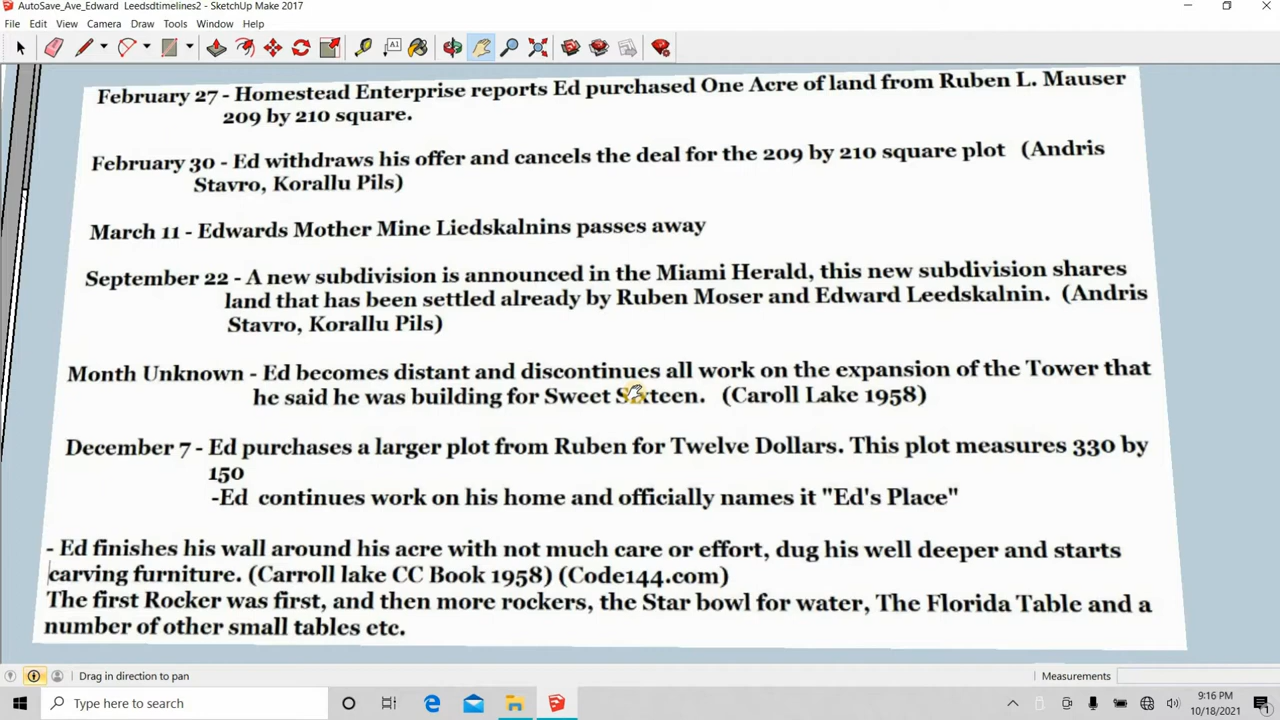 AutoSave_Ave_Edward Leedsdtimelines2 - SketchUp Make 2017
File Edit View Camera Draw Tools Window Help
A1
February 27 - Homestead Enterprise reports Ed purchased One Acre of land from Ruben L. Mauser
209 by 210 square.
February 30 - Ed withdraws his offer and cancels the deal for the 209 by 210 square plot (Andris
Stavro, Korallu Pils)
March 11 - Edwards Mother Mine Liedskalnins passes away
September 22 - A new subdivision is announced in the Miami Herald, this new subdivision shares
land that has been settled already by Ruben Moser and Edward Leedskalnin. (Andris
Stavro, Korallu Pils)
Month Unknown - Ed becomes distant and discontinues all work on the expansion of the Tower that
he said he was building for Sweet Sixteen. (Caroll Lake 1958)
December 7 - Ed purchases a larger plot from Ruben for Twelve Dollars. This plot measures 330 by
150
-Ed continues work on his home and officially names it "Ed's Place"
- Ed finishes his wall around his acre with not much care or effort, dug his well deeper and starts
carving furniture. (Carroll lake CC Book 1958) (Code144.com)
The first Rocker was first, and then more rockers, the Star bowl for water, The Florida Table and a
number of other small tables etc.
Drag in direction to pan
Measurements
Type here to search
9:16 PM
10/18/2021
1